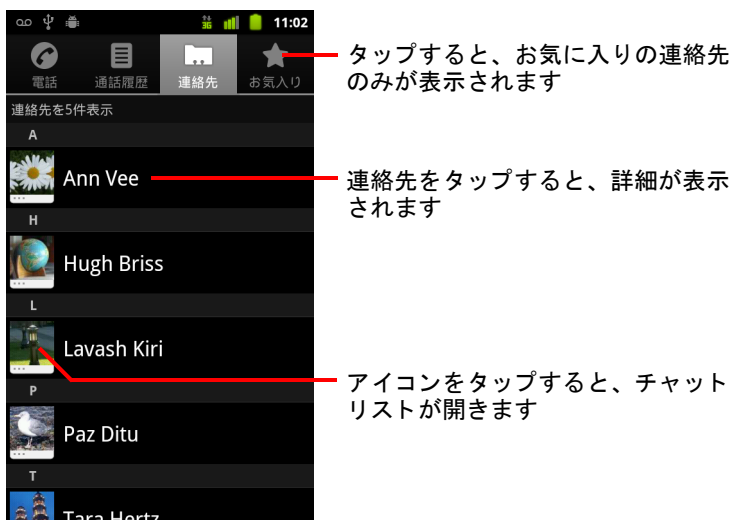 3G 11:02
電話 通話履歴 連絡先 お気入り
タップすると、お気に入りの連絡先
のみが表示されます
連絡先を5件表示
A
Ann Vee
連絡先をタップすると、詳細が表示
されます
H
Hugh Briss
L
Lavash Kiri
アイコンをタップすると、チャット
リストが開きます
P
Paz Ditu
T
Tara Hertz